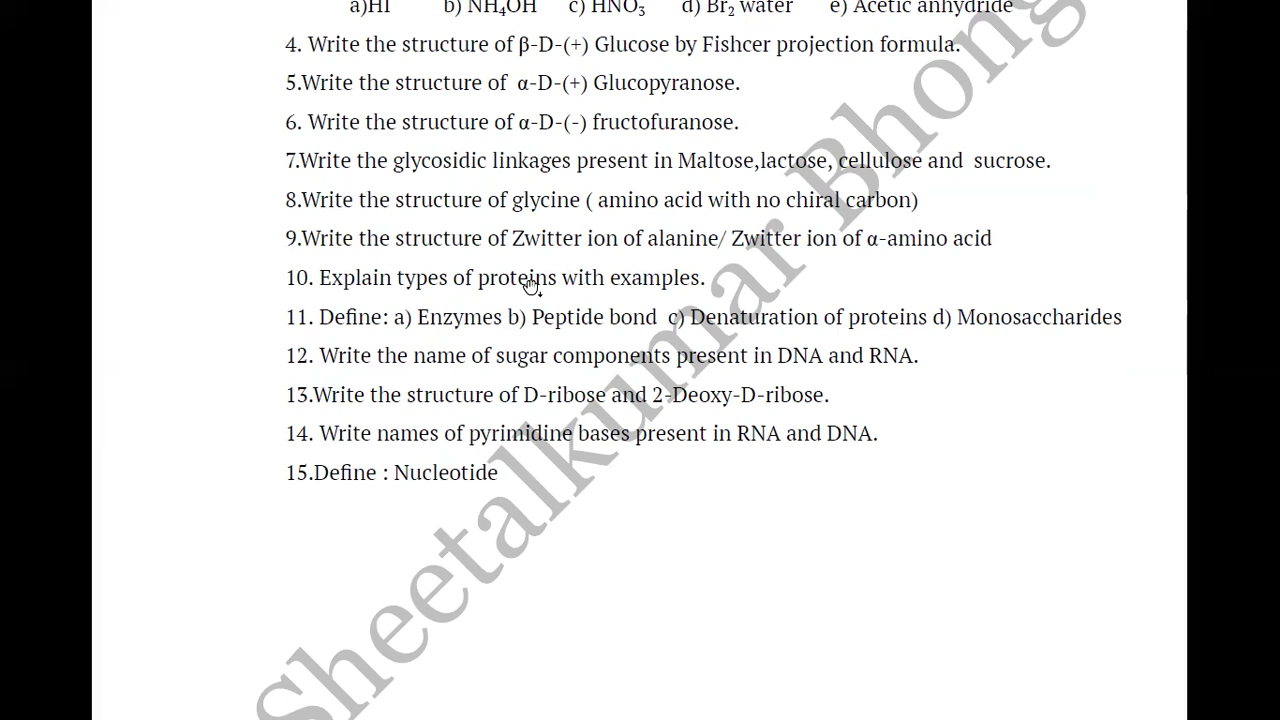 a)HI b) NH₄OH c) HNO₃ d) Br₂ water e) Acetic anhydride
4. Write the structure of β-D-(+) Glucose by Fishcer projection formula.
5.Write the structure of α-D-(+) Glucopyranose.
6. Write the structure of α-D-(-) fructofuranose.
7.Write the glycosidic linkages present in Maltose,lactose, cellulose and sucrose.
8.Write the structure of glycine ( amino acid with no chiral carbon)
9.Write the structure of Zwitter ion of alanine/ Zwitter ion of α-amino acid
10. Explain types of proteins with examples.
11. Define: a) Enzymes b) Peptide bond c) Denaturation of proteins d) Monosaccharides
12. Write the name of sugar components present in DNA and RNA.
13.Write the structure of D-ribose and 2-Deoxy-D-ribose.
14. Write names of pyrimidine bases present in RNA and DNA.
15.Define : Nucleotide
Sheetalkumar Bhong